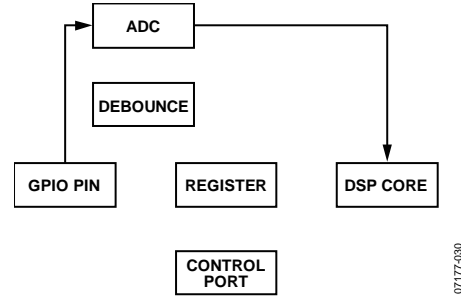 ADC
DEBOUNCE
GPIO PIN
REGISTER
DSP CORE
CONTROL
PORT
07177-030